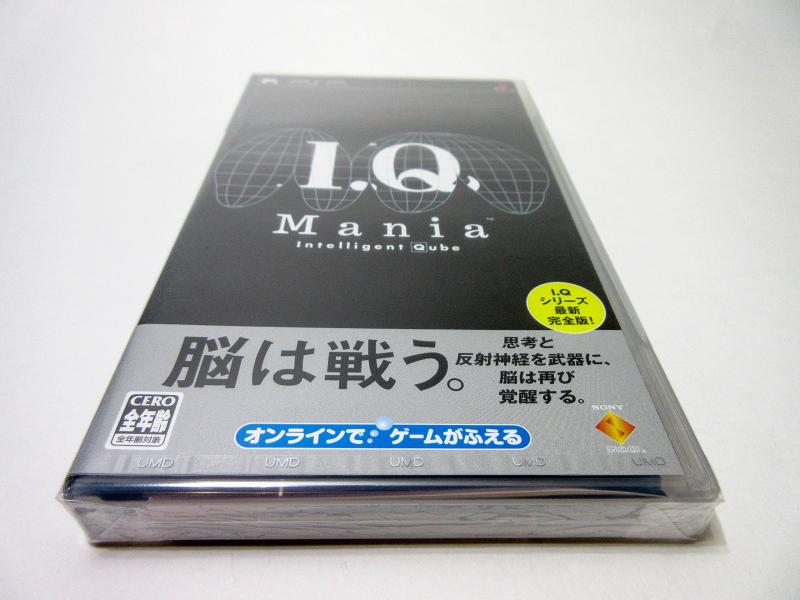 I.Q
Mania™
Intelligent Qube
I.Q
シリーズ
最新
完全版!
脳は戦う。
思考と
反射神経を武器に、
脳は再び
覚醒する。
CERO
全年齢
全年齢対象
オンラインで ゲームがふえる
SONY
UMD UMD UMD UMD UMD